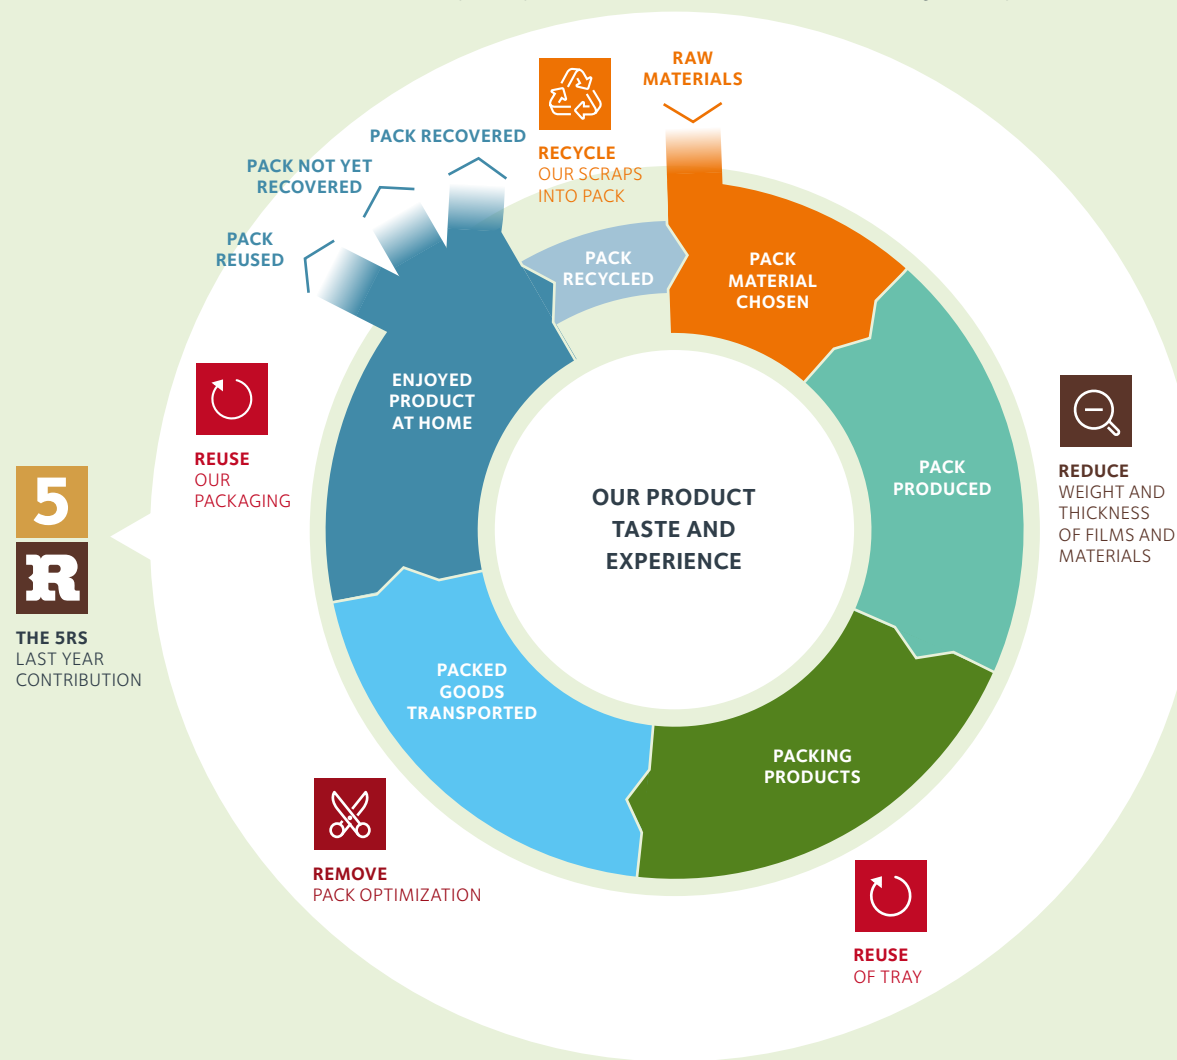 RAW
MATERIALS
PACK RECOVERED
RECYCLE
OUR SCRAPS
INTO PACK
PACK NOT YET
RECOVERED
PACK
REUSED
PACK
RECYCLED
PACK
MATERIAL
CHOSEN
ENJOYED
PRODUCT
AT HOME
PACK
PRODUCED
REUSE
OUR
PACKAGING
REDUCE
WEIGHT AND
THICKNESS
OF FILMS AND
MATERIALS
5
R
THE 5RS
LAST YEAR
CONTRIBUTION
OUR PRODUCT
TASTE AND
EXPERIENCE
PACKED
GOODS
TRANSPORTED
PACKING
PRODUCTS
REMOVE
PACK OPTIMIZATION
REUSE
OF TRAY